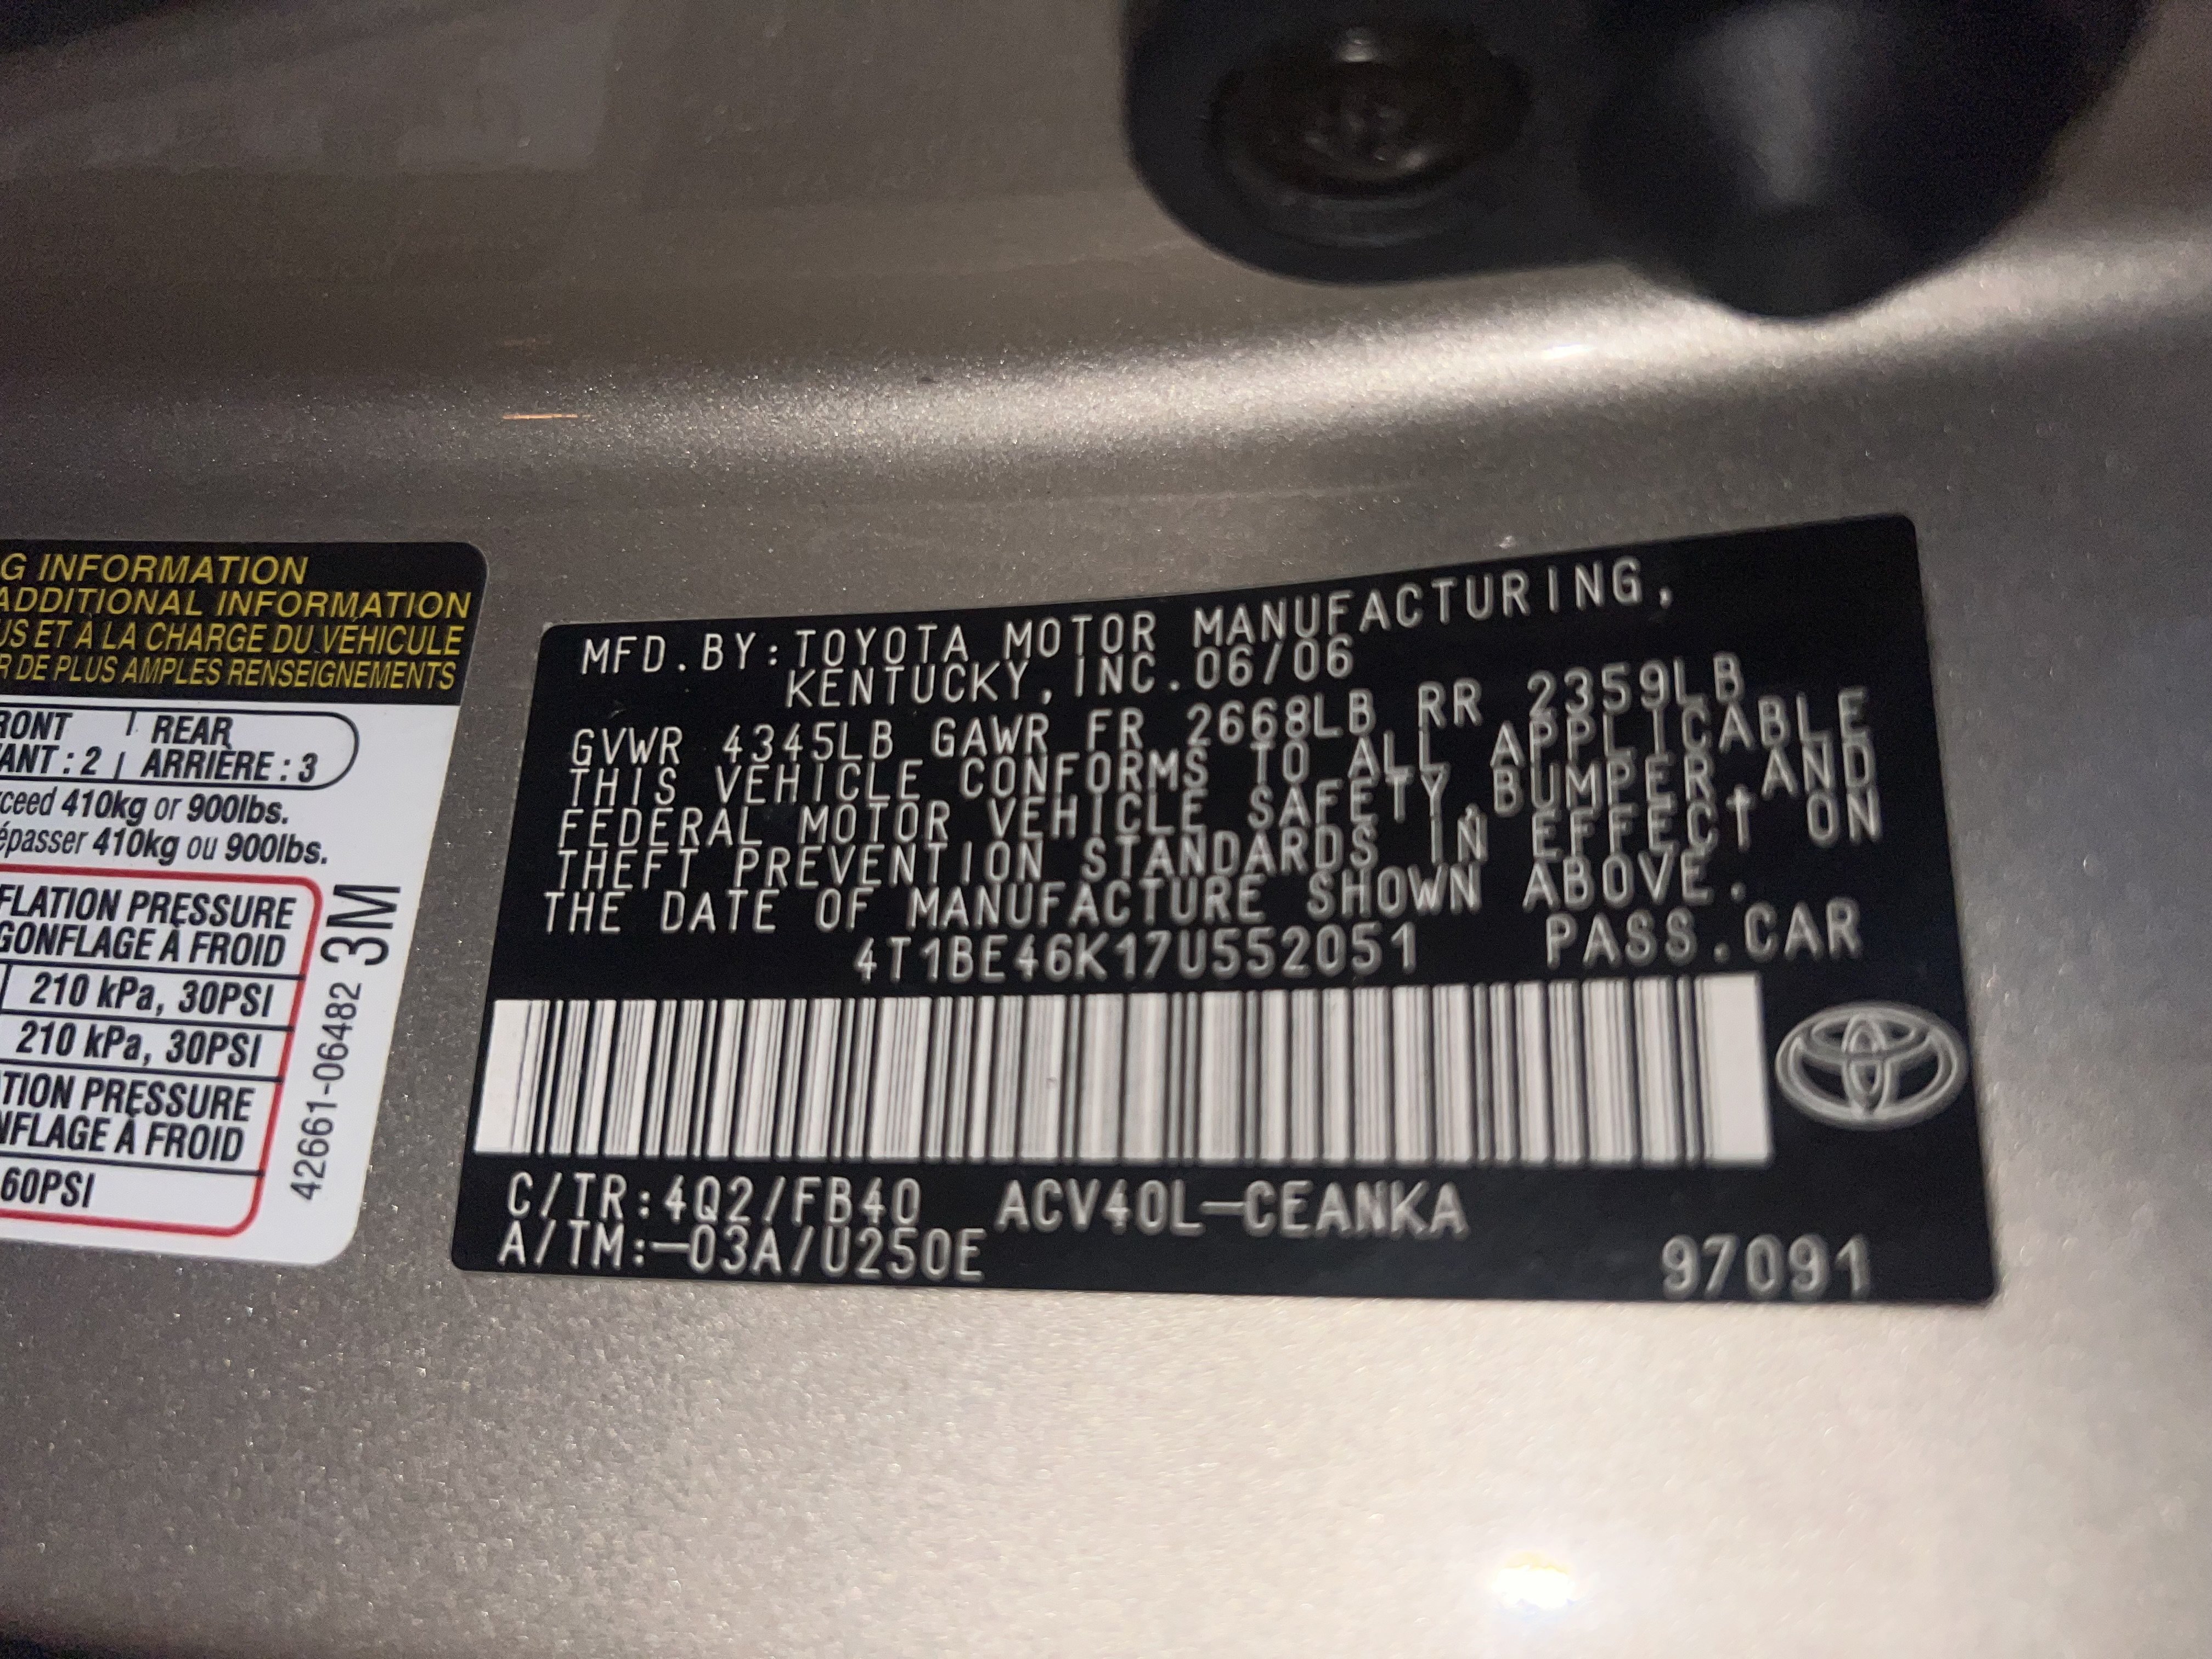 G INFORMATION
ADDITIONAL INFORMATION
US ET À LA CHARGE DU VÉHICULE
R DE PLUS AMPLES RENSEIGNEMENTS
RONT REAR
ANT : 2 ARRIÈRE : 3
ceed 410kg or 900lbs.
épasser 410kg ou 900lbs.
FLATION PRESSURE
GONFLAGE À FROID
210 kPa, 30PSI
210 kPa, 30PSI
TION PRESSURE
NFLAGE À FROID
60PSI
42661-06482 3M
MFD.BY:TOYOTA MOTOR MANUFACTURING,
KENTUCKY, INC.06/06
GVWR 4345LB GAWR FR 2668LB RR 2359LB
THIS VEHICLE CONFORMS TO ALL APPLICABLE
FEDERAL MOTOR VEHICLE SAFETY,BUMPER,AND
THEFT PREVENTION STANDARDS IN EFFECT ON
THE DATE OF MANUFACTURE SHOWN ABOVE.
4T1BE46K17U552051 PASS.CAR
C/TR:4Q2/FB40 ACV40L-CEANKA
A/TM:-03A/U250E
97091